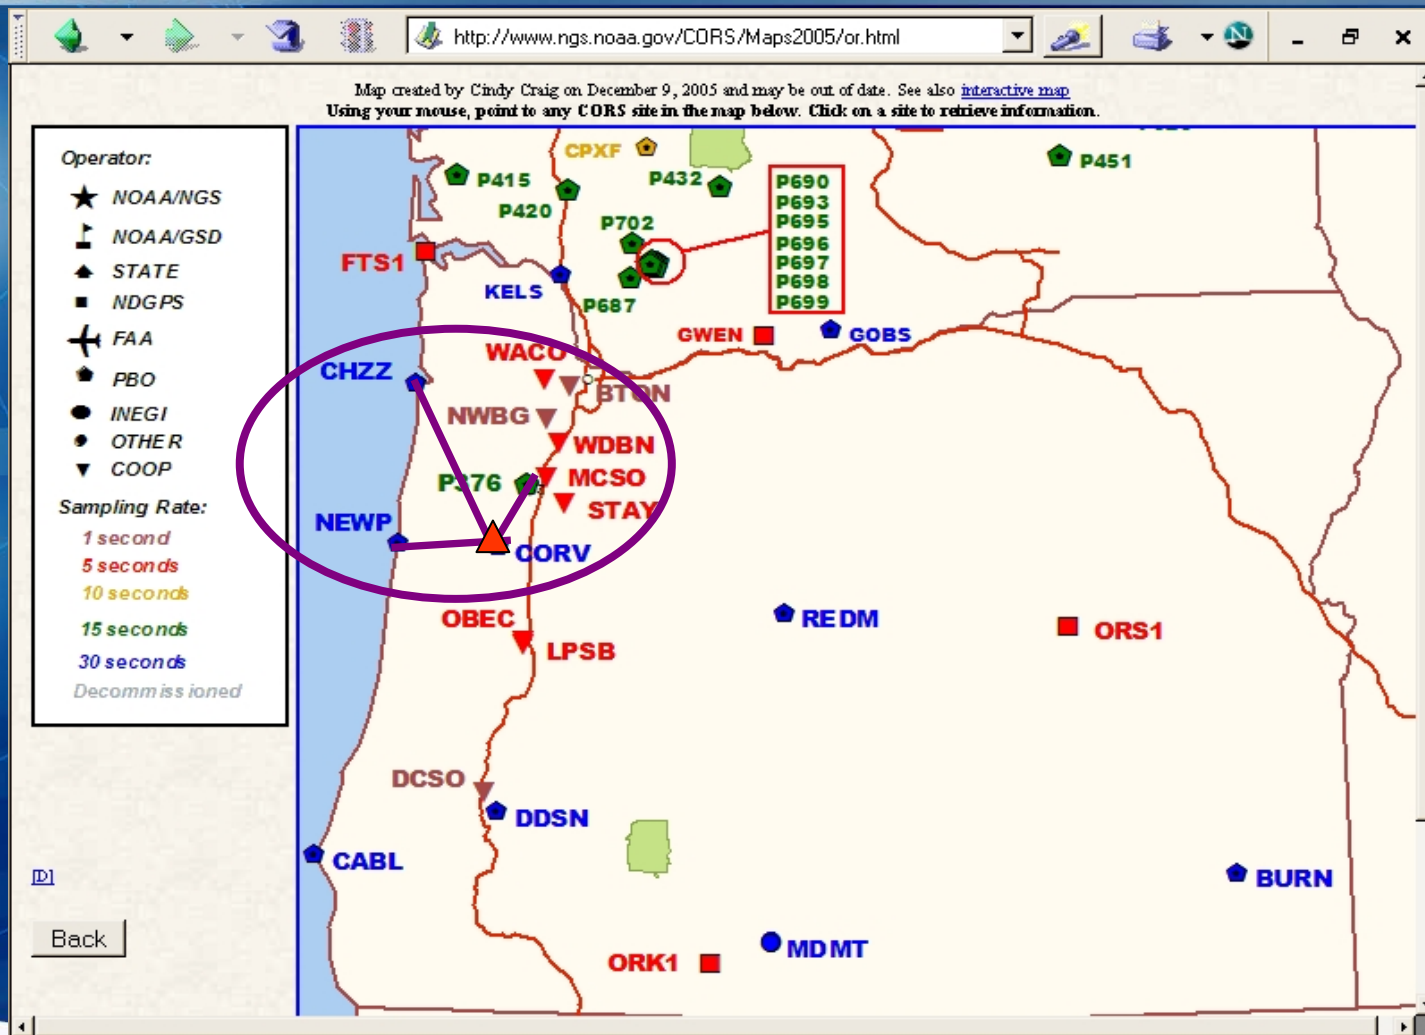 http://www.ngs.noaa.gov/CORS/Maps2005/or.html
Map created by Cindy Craig on December 9, 2005 and may be out of date. See also interactive map
Using your mouse, point to any CORS site in the map below. Click on a site to retrieve information.
Operator:
NOAA/NGS
NOAA/GSD
STATE
NDGPS
FAA
PBO
INEGI
OTHER
COOP
Sampling Rate:
1 second
5 seconds
10 seconds
15 seconds
30 seconds
Decommissioned
[D]
Back
CPXF
P415
P420
P432
P451
P702
P690
P693
P695
P696
P697
P698
P699
FTS1
KELS
P687
GWEN
GOBS
WACO
CHZZ
BTON
NWBG
WDBN
P376
MCSO
STAY
NEWP
CORV
OBEC
REDM
ORS1
LPSB
DCSO
DDSN
CABL
BURN
MDMT
ORK1
N